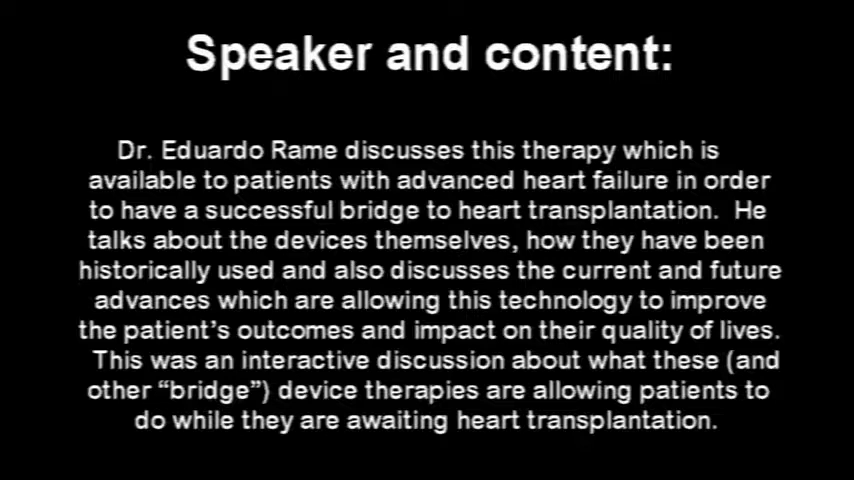 Speaker and content:
Dr. Eduardo Rame discusses this therapy which is
available to patients with advanced heart failure in order
to have a successful bridge to heart transplantation.  He
talks about the devices themselves, how they have been
historically used and also discusses the current and future
advances which are allowing this technology to improve
the patient’s outcomes and impact on their quality of lives.
This was an interactive discussion about what these (and
other “bridge”) device therapies are allowing patients to
do while they are awaiting heart transplantation.